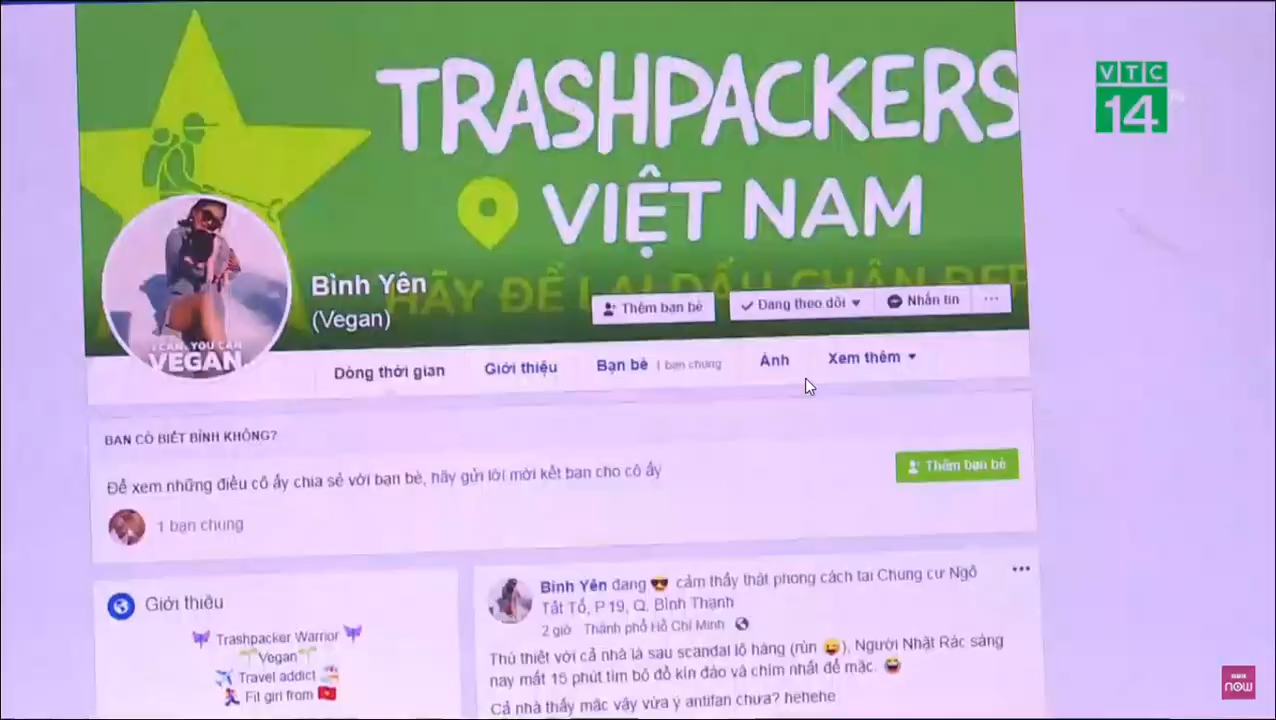 TRASHPACKERS
VIỆT NAM
HÃY ĐỂ LẠI DẤU CHÂN ĐẸP
VTC
14
I CAN, YOU CAN
VEGAN
Bình Yên
(Vegan)
Thêm bạn bè
Đang theo dõi
Nhắn tin
Dòng thời gian
Giới thiệu
Bạn bè 1 bạn chung
Ảnh
Xem thêm
BẠN CÓ BIẾT BÌNH KHÔNG?
Để xem những điều cô ấy chia sẻ với bạn bè, hãy gửi lời mời kết bạn cho cô ấy
Thêm bạn bè
1 bạn chung
Giới thiệu
Trashpacker Warrior
Vegan
Travel addict
Fit girl from
Bình Yên đang 😎 cảm thấy thật phong cách tại Chung cư Ngô
Tất Tố, P 19, Q. Bình Thạnh
2 giờ Thành phố Hồ Chí Minh
Thú thiệt với cả nhà là sau scandal lộ hàng (rùn 😜), Người Nhặt Rác sáng
nay mất 15 phút tìm bộ đồ kín đáo và chìm nhất để mặc. 😆
Cả nhà thấy mặc vậy vừa ý antifan chưa? hehehe
now